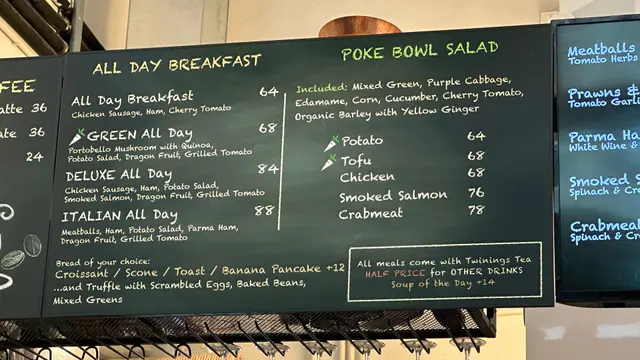 FEE
atte 36
ate 36
24
ALL DAY BREAKFAST
All Day Breakfast 64
Chicken Sausage, Ham, Cherry Tomato
GREEN All Day 68
Portobello Mushroom with Quinoa,
Potato Salad, Dragon Fruit, Grilled Tomato
DELUXE All Day 84
Chicken Sausage, Ham, Potato Salad,
Smoked Salmon, Dragon Fruit, Grilled Tomato
ITALIAN All Day 88
Meatballs, Ham, Potato Salad, Parma Ham,
Dragon Fruit, Grilled Tomato
Bread of your choice:
Croissant / Scone / Toast / Banana Pancake +12
...and Truffle with Scrambled Eggs, Baked Beans,
Mixed Greens
POKE BOWL SALAD
Included: Mixed Green, Purple Cabbage,
Edamame, Corn, Cucumber, Cherry Tomato,
Organic Barley with Yellow Ginger
Potato 64
Tofu 68
Chicken 68
Smoked Salmon 76
Crabmeat 78
All meals come with Twinings Tea
HALF PRICE for OTHER DRINKS
Soup of the Day +14
Meatballs
Tomato Herbs
Prawns &
Tomato Garl
Parma Ha
White Wine &
Smoked S
Spinach & Cr
Crabmea
Spinach & Cr